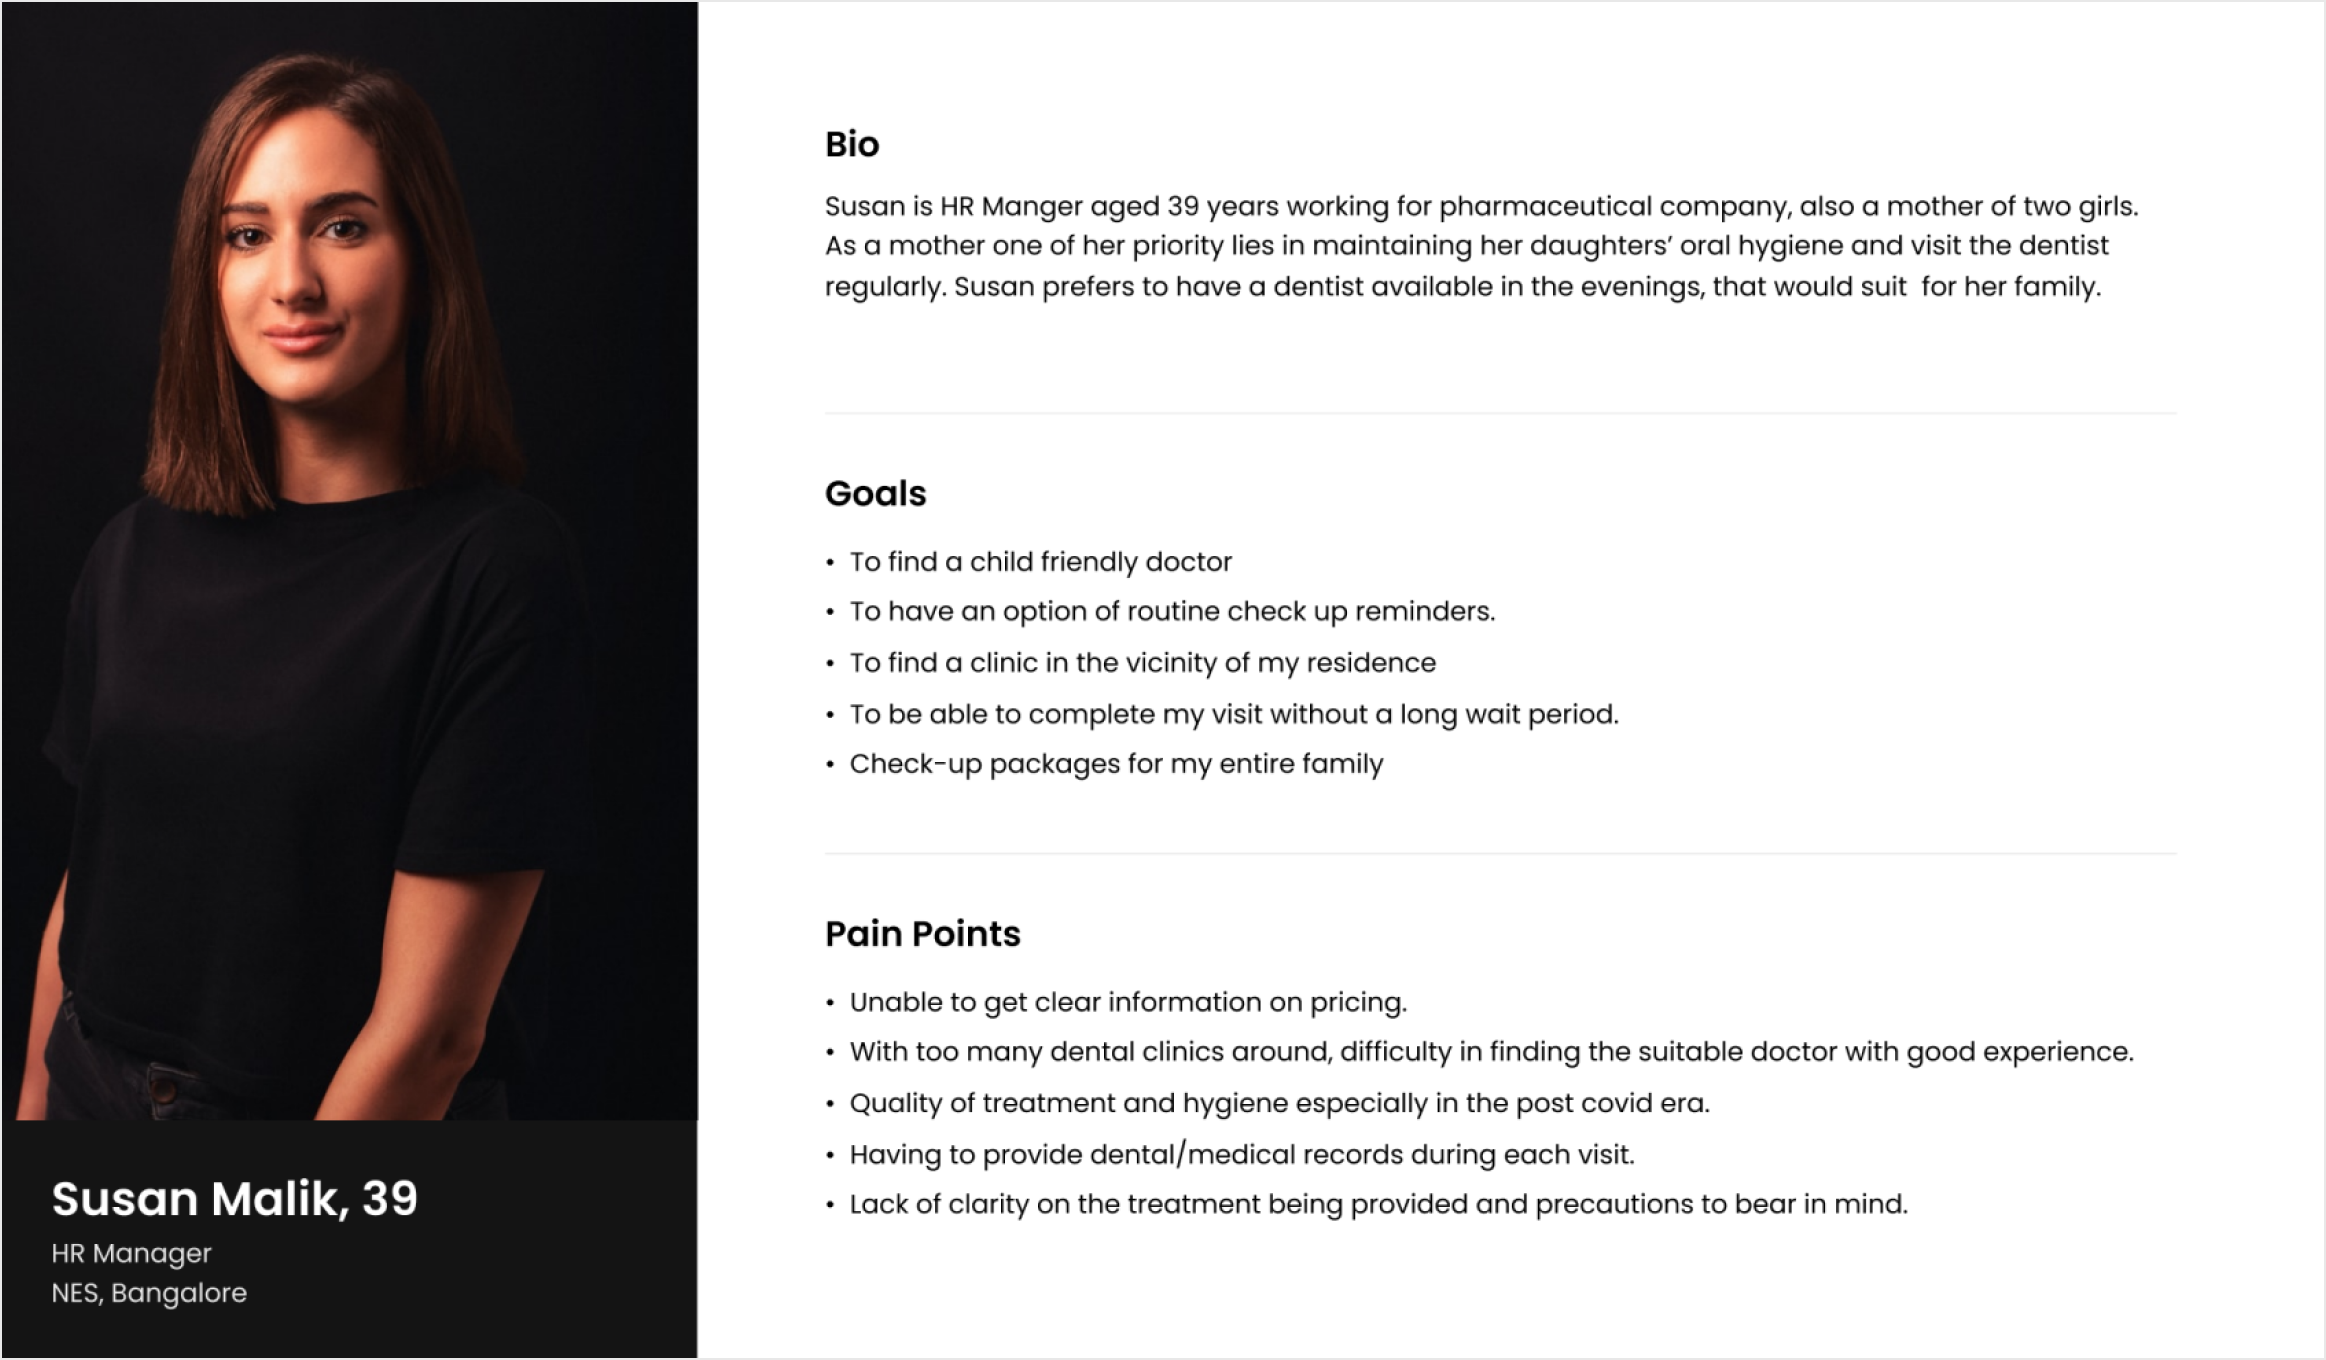 Bio
Susan is HR Manger aged 39 years working for pharmaceutical company, also a mother of two girls.
As a mother one of her priority lies in maintaining her daughters’ oral hygiene and visit the dentist
regularly. Susan prefers to have a dentist available in the evenings, that would suit  for her family.
Goals
• To find a child friendly doctor
• To have an option of routine check up reminders.
• To find a clinic in the vicinity of my residence
• To be able to complete my visit without a long wait period.
• Check-up packages for my entire family
Pain Points
• Unable to get clear information on pricing.
• With too many dental clinics around, difficulty in finding the suitable doctor with good experience.
• Quality of treatment and hygiene especially in the post covid era.
• Having to provide dental/medical records during each visit.
• Lack of clarity on the treatment being provided and precautions to bear in mind.
Susan Malik, 39
HR Manager
NES, Bangalore